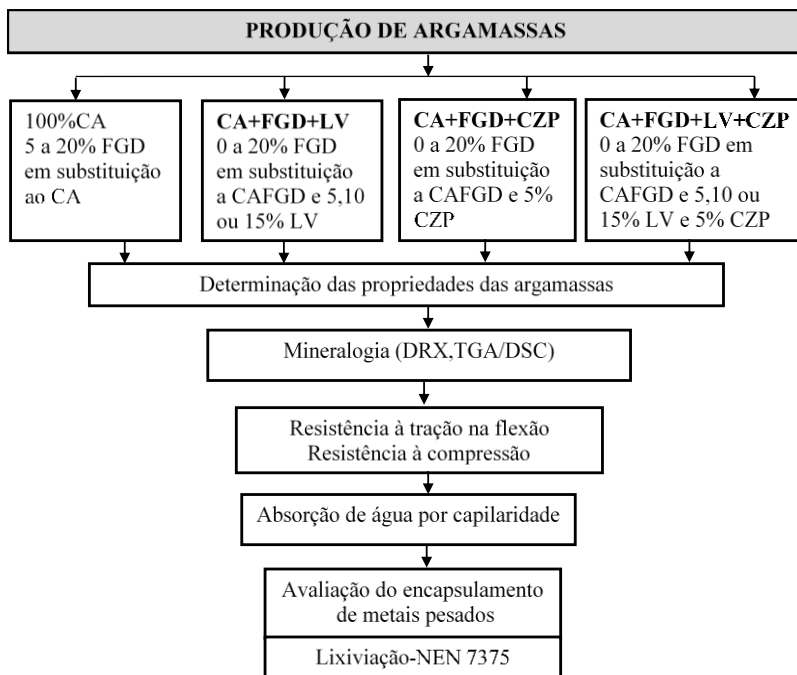 PRODUÇÃO DE ARGAMASSAS
100%CA
5 a 20% FGD
em substituição
ao CA
CA+FGD+LV
0 a 20% FGD
em substituição
a CAFGD e 5,10
ou 15% LV
CA+FGD+CZP
0 a 20% FGD
em substituição
a CAFGD e 5%
CZP
CA+FGD+LV+CZP
0 a 20% FGD em
substituição a
CAFGD e 5,10 ou
15% LV e 5% CZP
Determinação das propriedades das argamassas
Mineralogia (DRX,TGA/DSC)
Resistência à tração na flexão
Resistência à compressão
Absorção de água por capilaridade
Avaliação do encapsulamento
de metais pesados
Lixiviação-NEN 7375